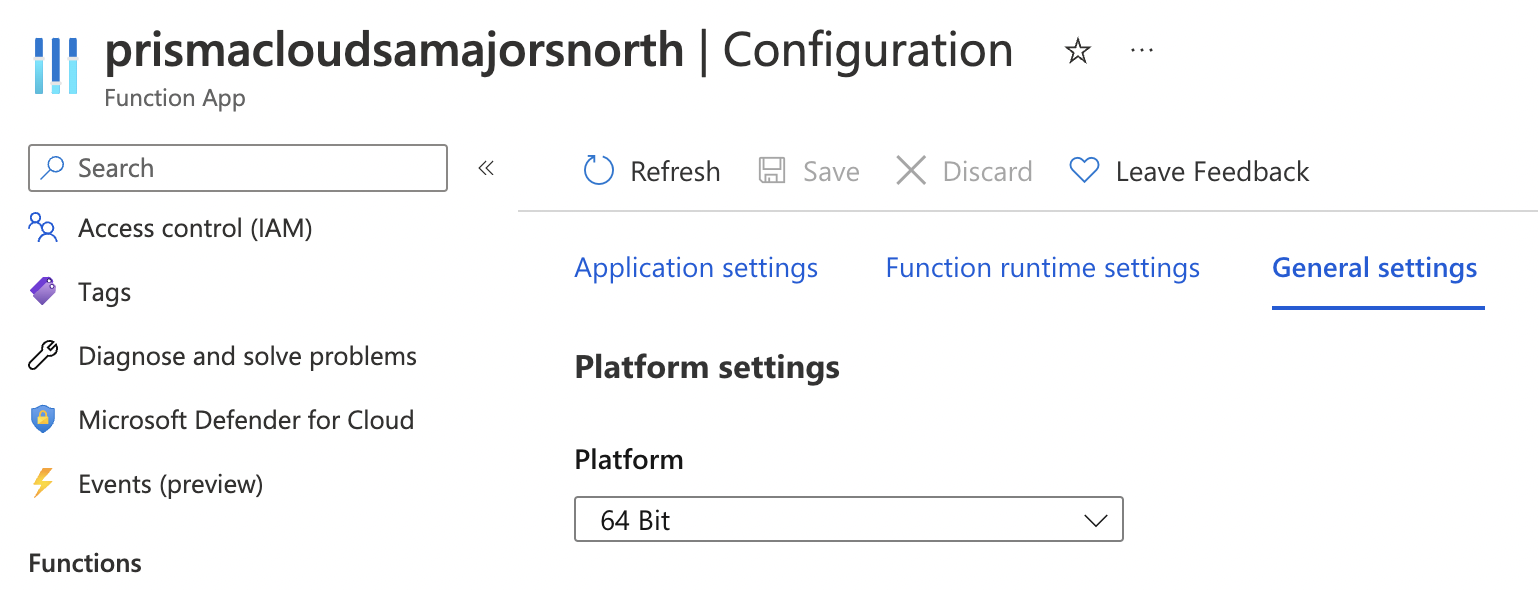 prismacloudsamajorsnorth | Configuration
Function App
Search
Refresh Save Discard Leave Feedback
Access control (IAM)
Tags
Diagnose and solve problems
Microsoft Defender for Cloud
Events (preview)
Functions
Application settings Function runtime settings General settings
Platform settings
Platform
64 Bit